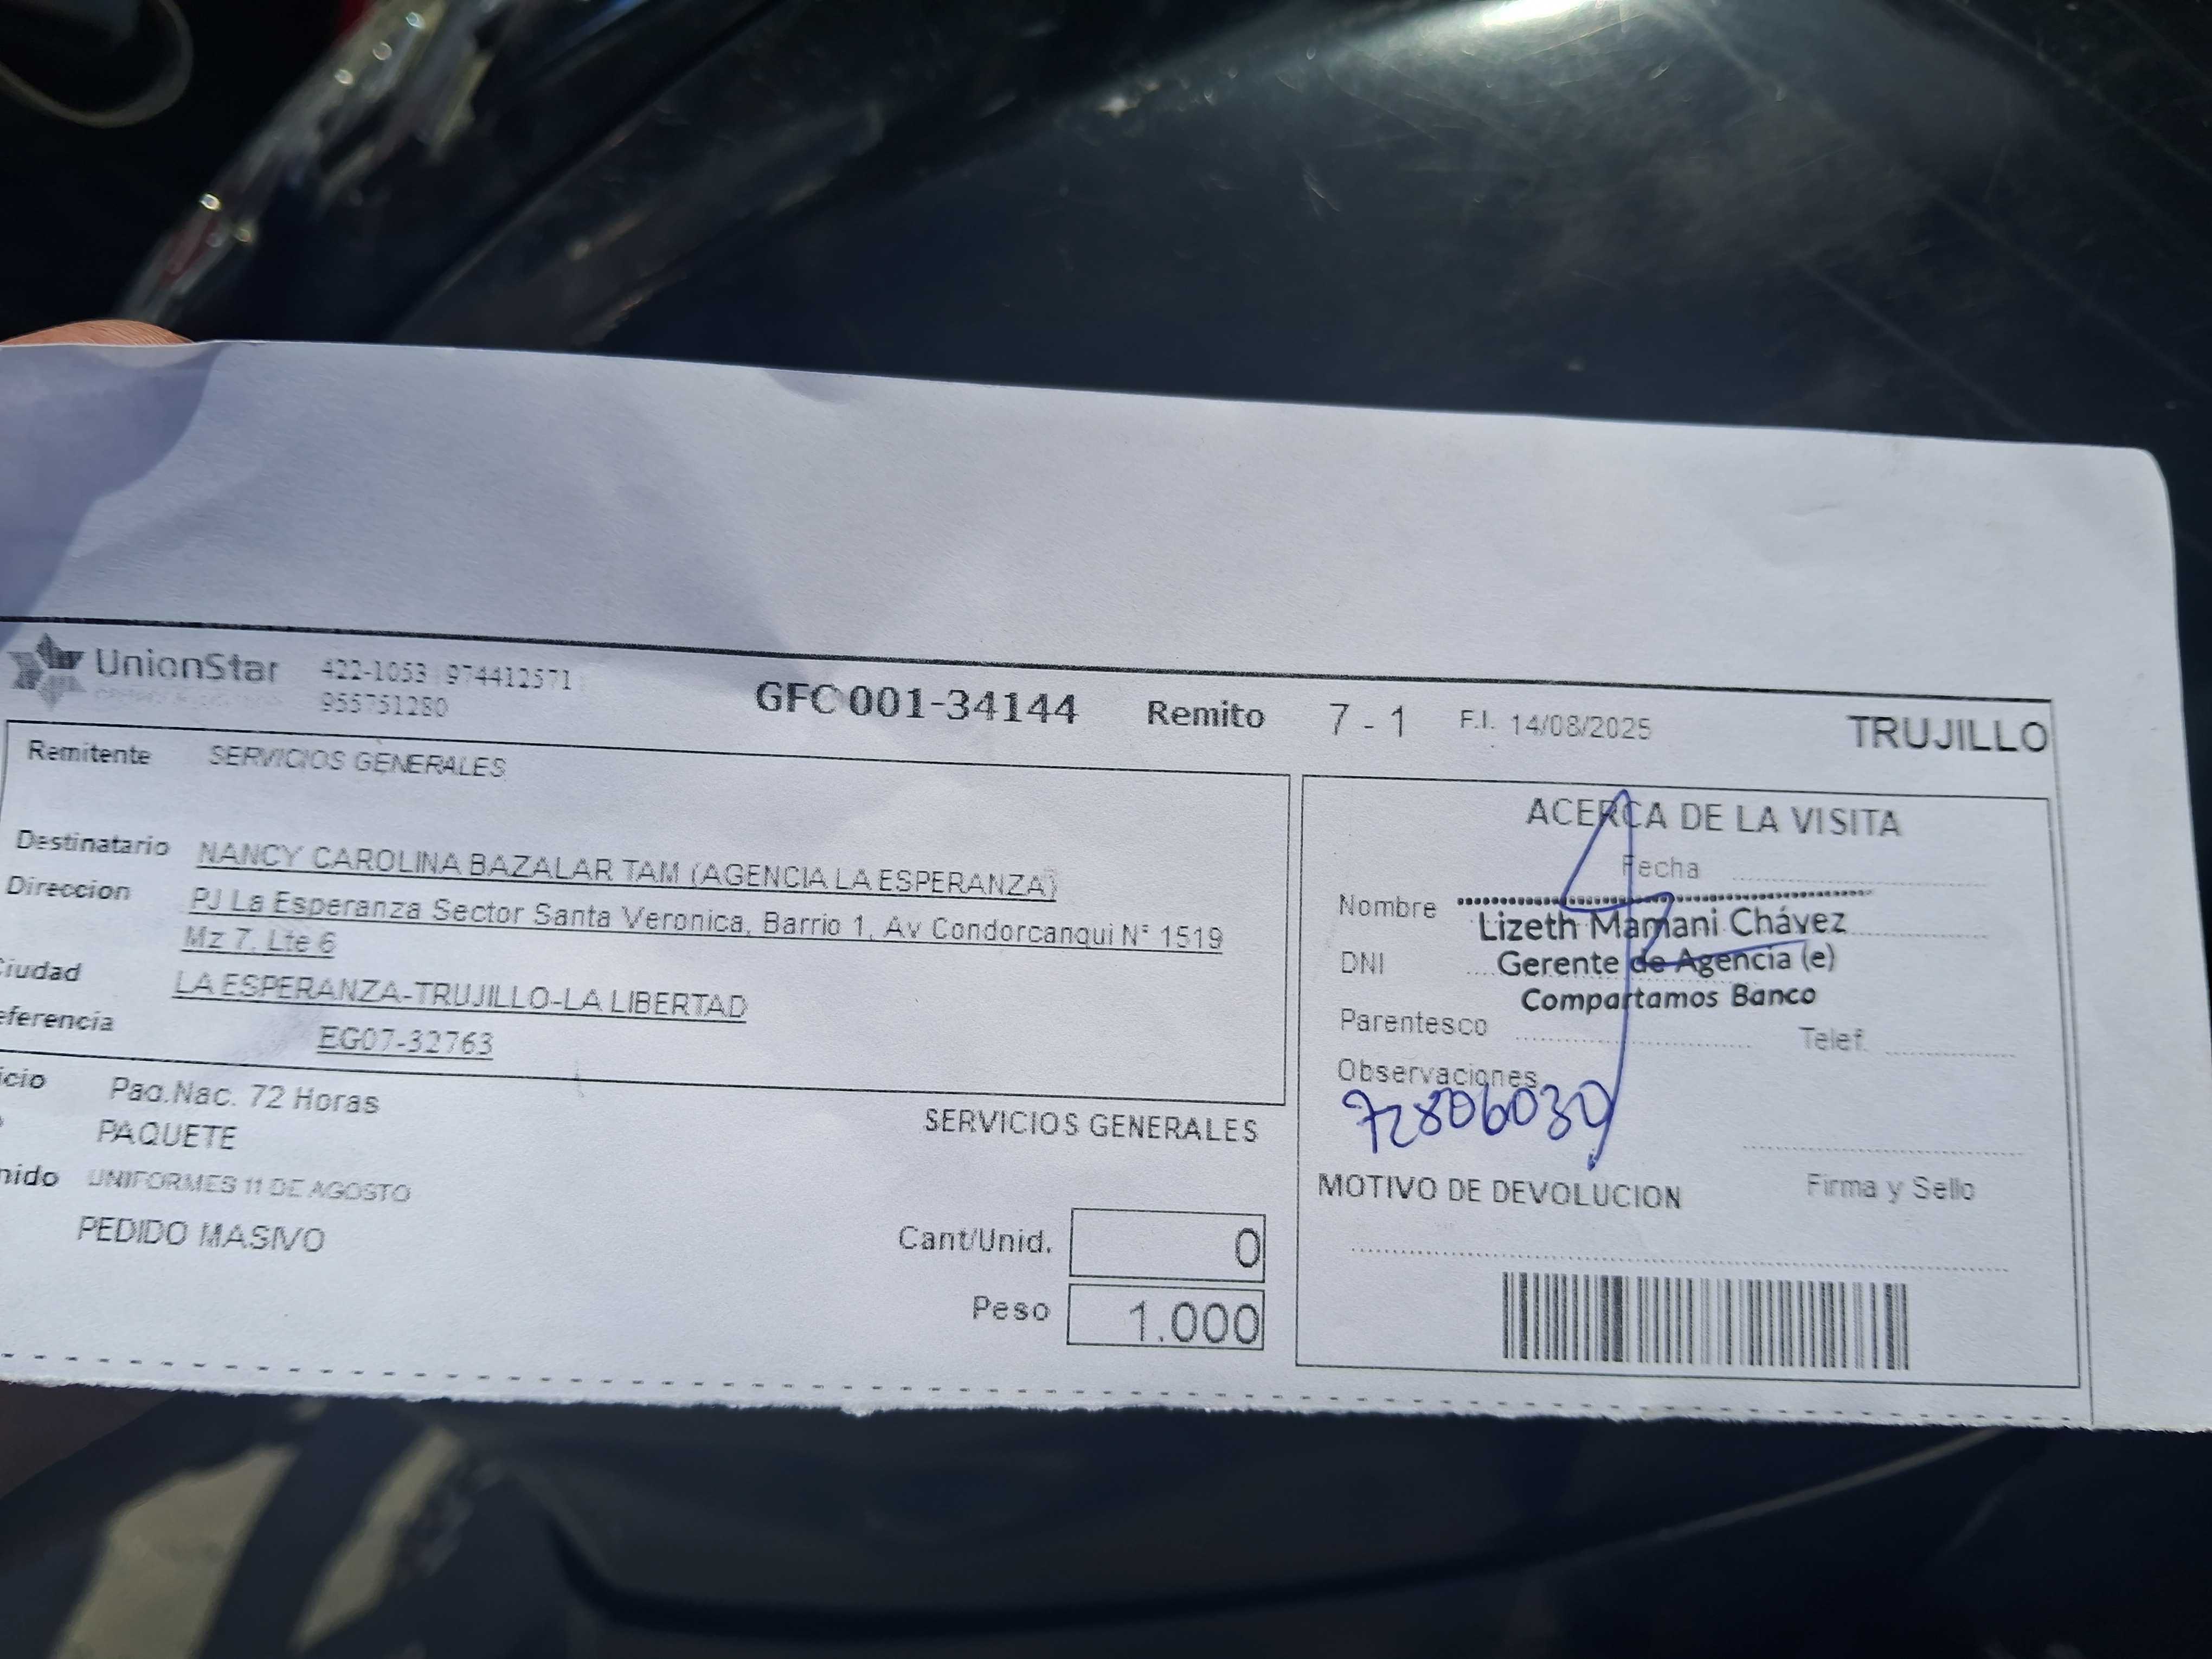 UnionStar 422-1053 974412571
955751280
GFC 001-34144 Remito 7 - 1 F.I. 14/08/2025 TRUJILLO
Remitente SERVICIOS GENERALES
Destinatario NANCY CAROLINA BAZALAR TAM (AGENCIA LA ESPERANZA)
Direccion PJ La Esperanza Sector Santa Veronica, Barrio 1, Av Condorcanqui N° 1519
Mz 7, Lte 6
Ciudad LA ESPERANZA-TRUJILLO-LA LIBERTAD
eferencia EG07-32763
icio Paq.Nac. 72 Horas
SERVICIOS GENERALES
PAQUETE
nido UNIFORMES 11 DE AGOSTO
PEDIDO MASIVO
Cant/Unid. 0
Peso 1.000
ACERCA DE LA VISITA
Fecha
Nombre Lizeth Mamani Chávez
DNI Gerente de Agencia (e)
Compartamos Banco
Parentesco Telef.
Observaciones
MOTIVO DE DEVOLUCION Firma y Sello